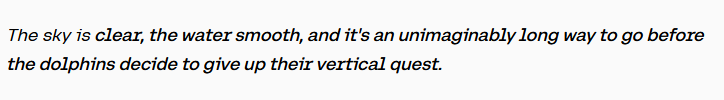 The sky is clear, the water smooth, and it's an unimaginably long way to go before
the dolphins decide to give up their vertical quest.